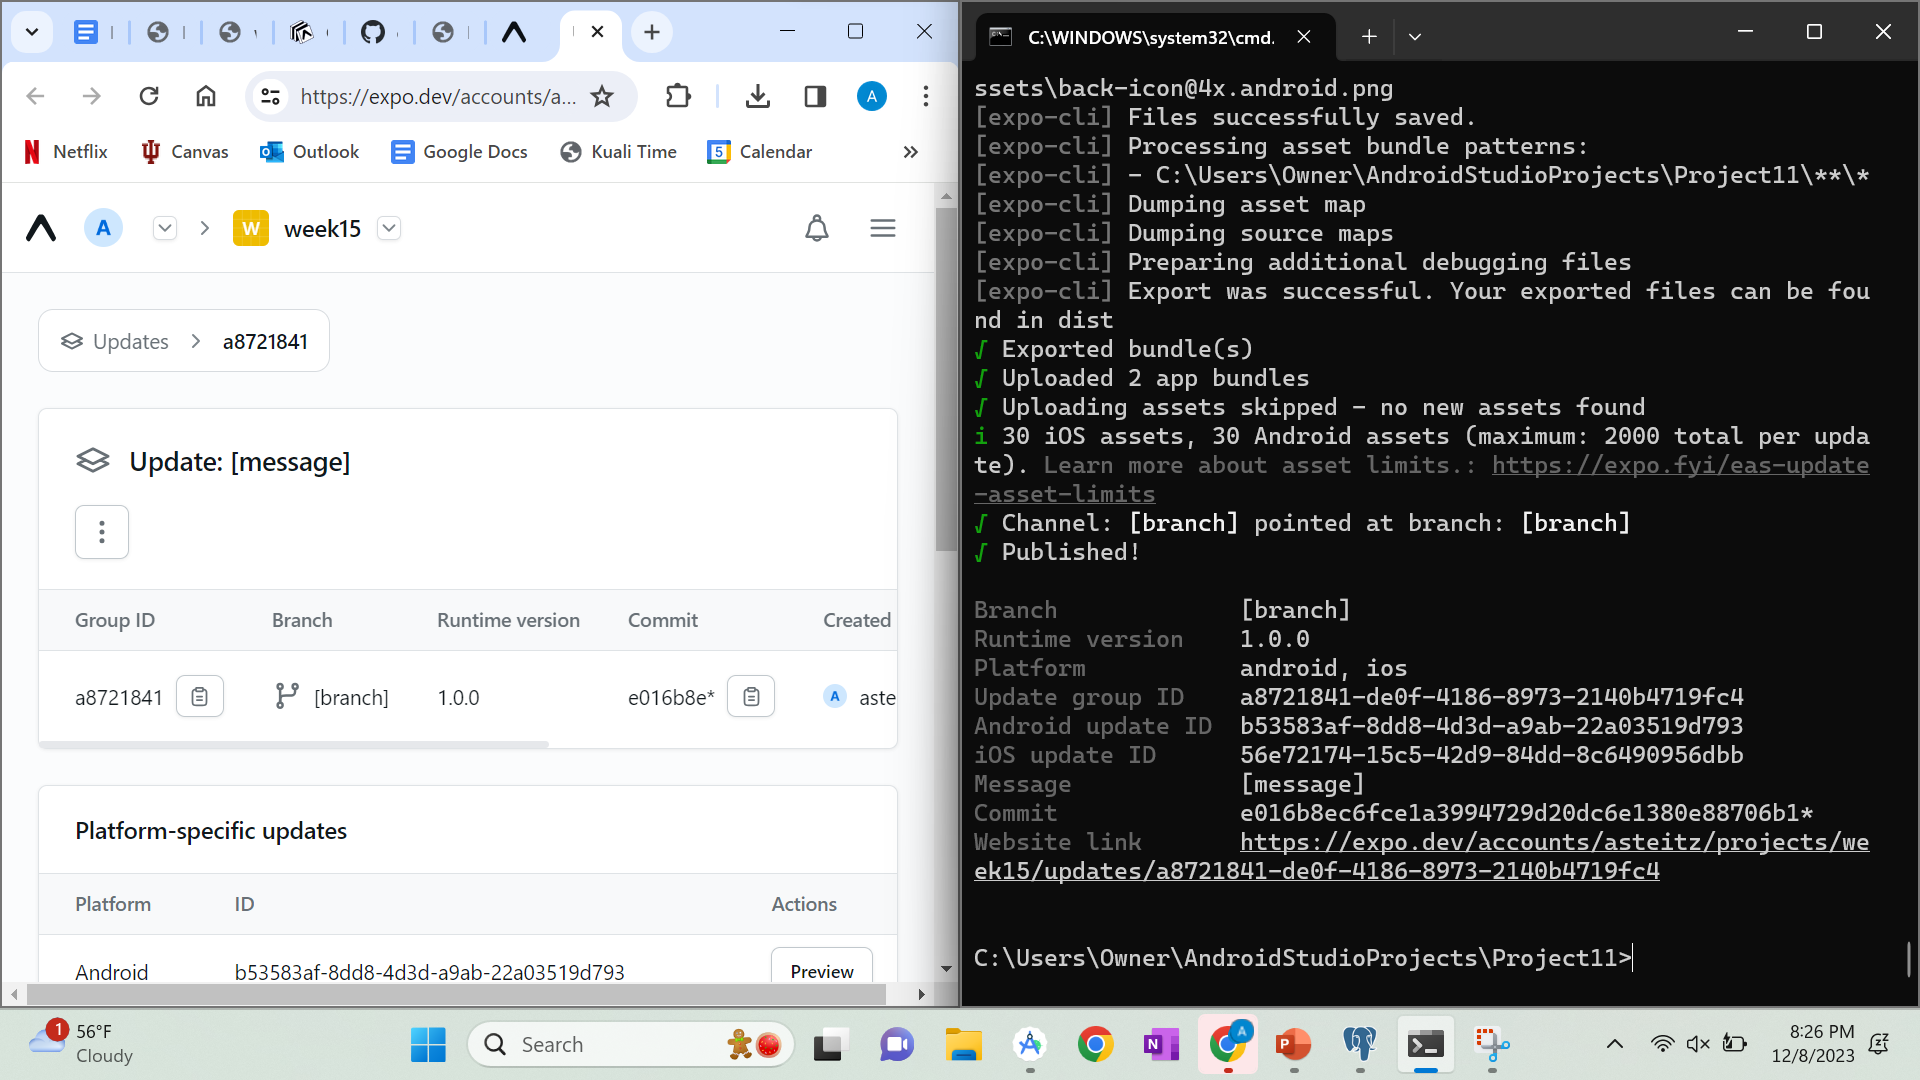 https://expo.dev/accounts/a...
A
Netflix
Canvas
Outlook
Google Docs
Kuali Time
5
Calendar
A
W
week15
Updates
a8721841
Update: [message]
Group ID
Branch
Runtime version
Commit
Created
a8721841
[branch]
1.0.0
e016b8e*
A
aste
Platform-specific updates
Platform
ID
Actions
Android
b53583af-8dd8-4d3d-a9ab-22a03519d793
Preview
C:\WINDOWS\system32\cmd.
ssets\back-icon@4x.android.png
[expo-cli] Files successfully saved.
[expo-cli] Processing asset bundle patterns:
[expo-cli] - C:\Users\Owner\AndroidStudioProjects\Project11\**\*
[expo-cli] Dumping asset map
[expo-cli] Dumping source maps
[expo-cli] Preparing additional debugging files
[expo-cli] Export was successful. Your exported files can be fou
nd in dist
√ Exported bundle(s)
√ Uploaded 2 app bundles
√ Uploading assets skipped - no new assets found
i 30 iOS assets, 30 Android assets (maximum: 2000 total per upda
te). Learn more about asset limits.: https://expo.fyi/eas-update
-asset-limits
√ Channel: [branch] pointed at branch: [branch]
√ Published!
Branch [branch]
Runtime version 1.0.0
Platform android, ios
Update group ID a8721841-de0f-4186-8973-2140b4719fc4
Android update ID b53583af-8dd8-4d3d-a9ab-22a03519d793
iOS update ID 56e72174-15c5-42d9-84dd-8c6490956dbb
Message [message]
Commit e016b8ec6fce1a3994729d20dc6e1380e88706b1*
Website link https://expo.dev/accounts/asteitz/projects/we
ek15/updates/a8721841-de0f-4186-8973-2140b4719fc4
C:\Users\Owner\AndroidStudioProjects\Project11>
1
56°F
Cloudy
Search
N
A
P
8:26 PM
12/8/2023